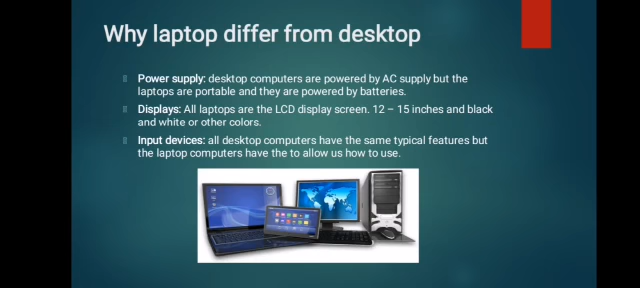 Why laptop differ from desktop
Power supply: desktop computers are powered by AC supply but the
laptops are portable and they are powered by batteries.
Displays: All laptops are the LCD display screen. 12 – 15 inches and black
and white or other colors.
Input devices: all desktop computers have the same typical features but
the laptop computers have the to allow us how to use.